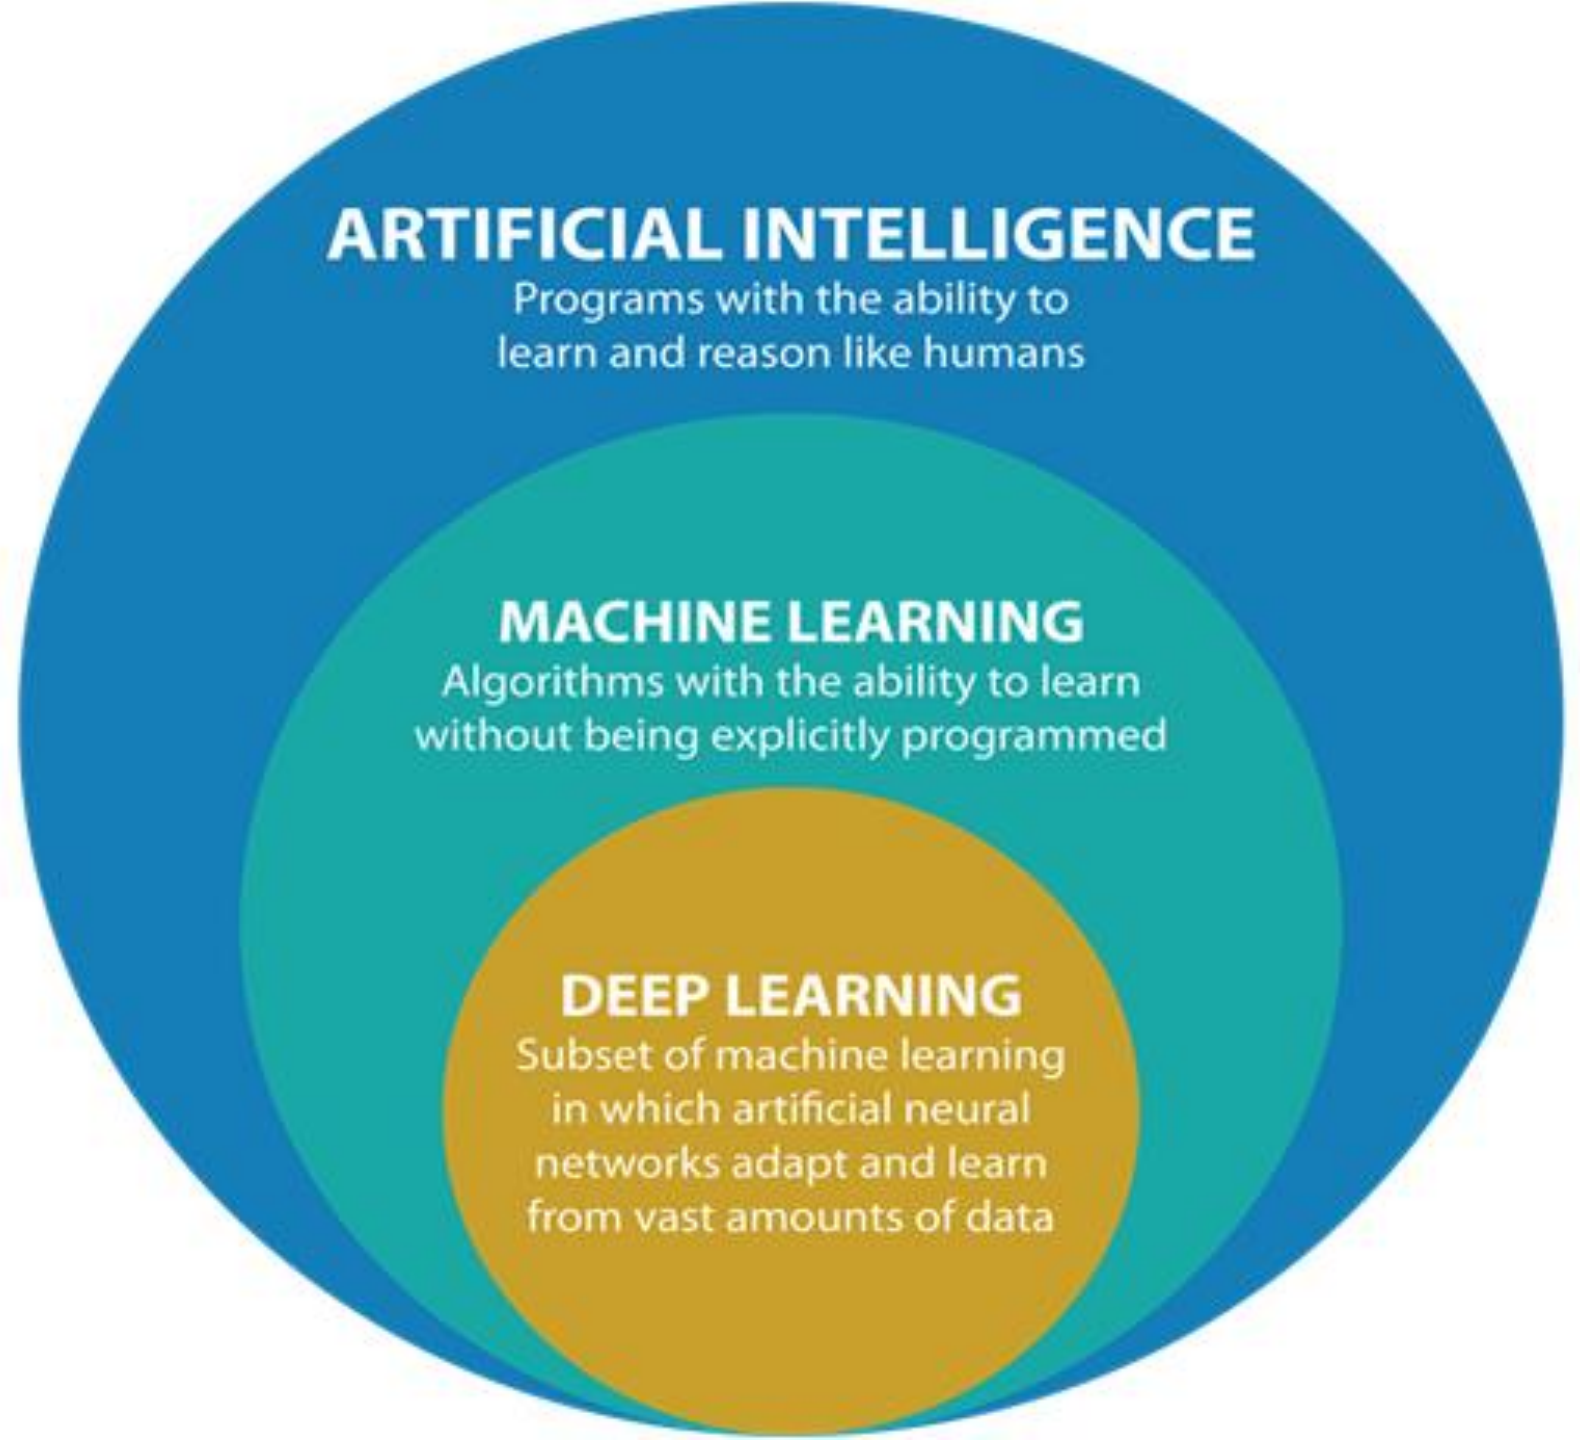 ARTIFICIAL INTELLIGENCE
Programs with the ability to
learn and reason like humans
MACHINE LEARNING
Algorithms with the ability to learn
without being explicitly programmed
DEEP LEARNING
Subset of machine learning
in which artificial neural
networks adapt and learn
from vast amounts of data